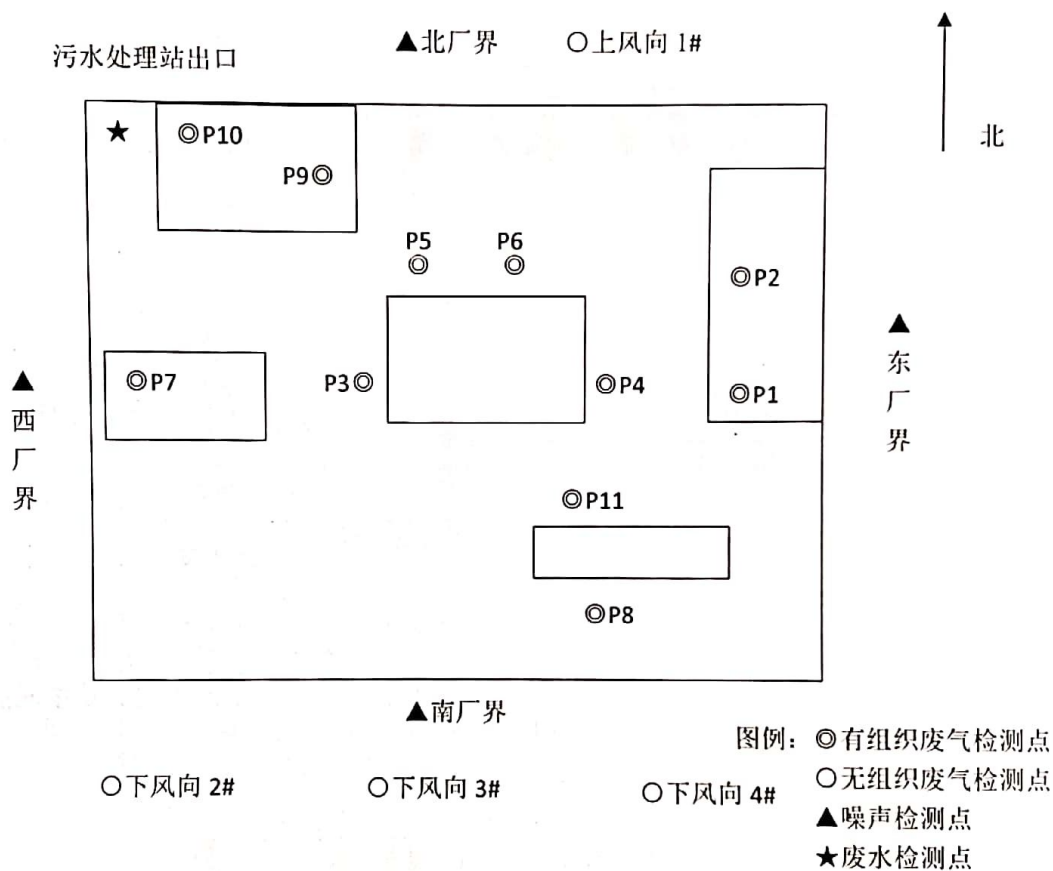 ▲北厂界 ○上风向 1#
污水处理站出口
北
★
◎P10
P9◎
P5 P6
◎ ◎
◎P2
▲东厂界
▲西厂界
◎P7
P3◎
◎P4
◎P1
◎P11
◎P8
▲南厂界
图例: ◎有组织废气检测点
○无组织废气检测点
▲噪声检测点
★废水检测点
○下风向 2# ○下风向 3# ○下风向 4#